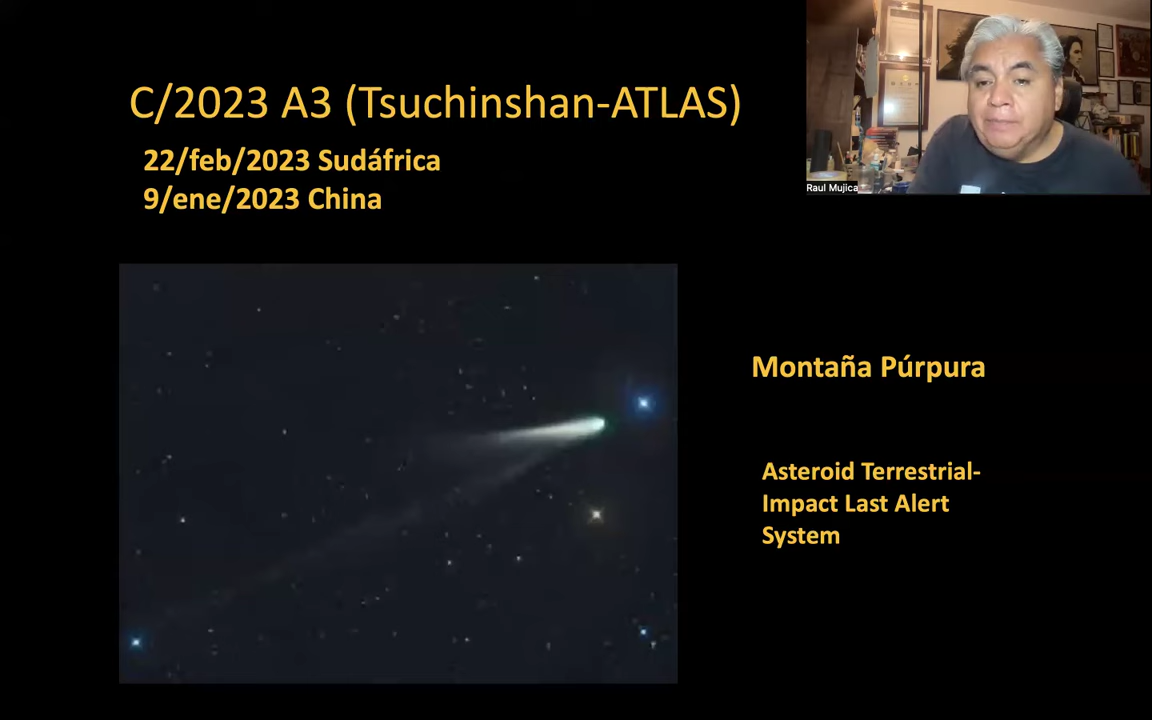 C/2023 A3 (Tsuchinshan-ATLAS)
22/feb/2023 Sudáfrica
9/ene/2023 China
Raul Mujica
Montaña Púrpura
Asteroid Terrestrial-
Impact Last Alert
System